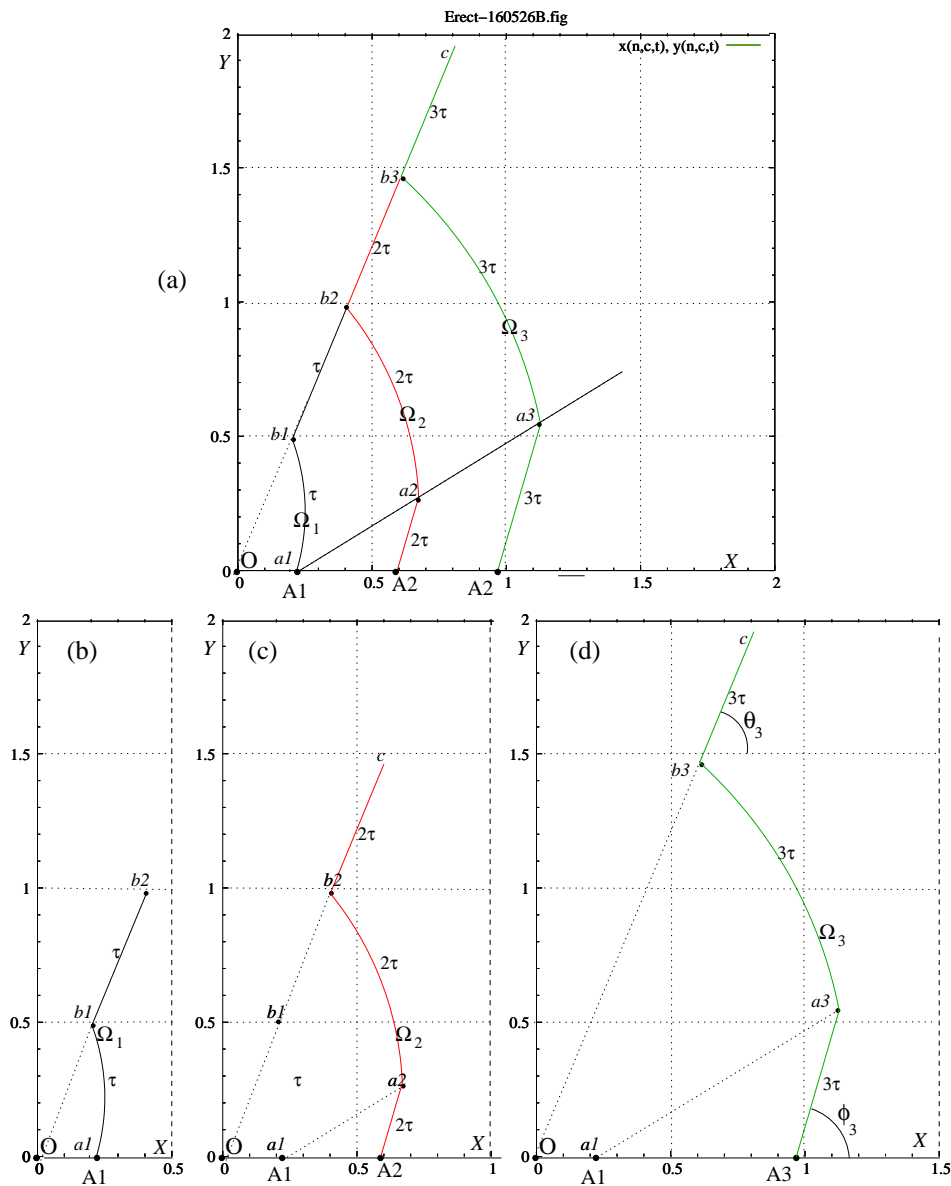 Erect−160526B.fig
2
Y
c
x(n,c,t), y(n,c,t)
3τ
1.5
b3
2τ
3τ
(a)
b2
1
Ω3
τ
2τ
Ω2
a3
b1
0.5
τ
a2
3τ
Ω1
2τ
O
a1
X
0
0
0.5
1
1.5
2
A1
A2
A2
2
Y
(b)
2
Y
(c)
2
Y
(d)
c
3τ
θ3
1.5
1.5
c
1.5
b3
2τ
3τ
b2
1
b2
1
1
τ
2τ
Ω3
b1
0.5
Ω1
b1
0.5
Ω2
a3
0.5
τ
τ
a2
3τ
2τ
ϕ3
O
a1
X
O
a1
X
O
a1
X
0
0
0.5
0
0
0.5
1
0
0
0.5
1
1.5
A1
A1
A2
A1
A3